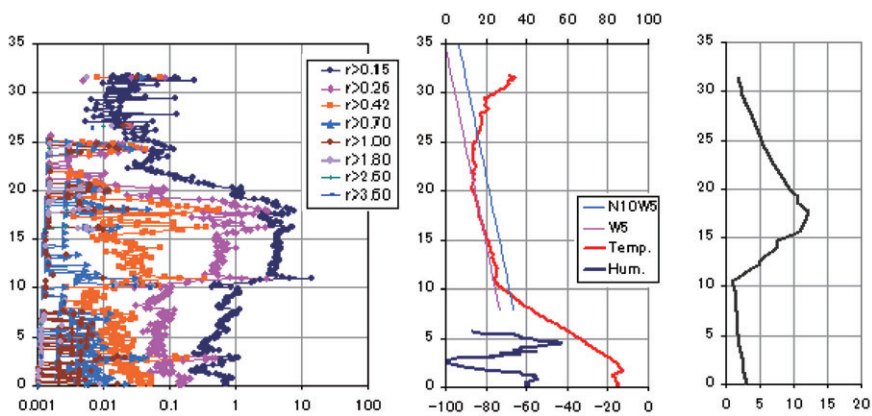 0 20 40 60 80 100
35 35 35
30 30 30
25 25 25
20 20 20
15 15 15
10 10 10
5 5 5
0 0 0
r>0.15
r>0.26
r>0.42
r>0.70
r>1.00
r>1.80
r>2.60
r>3.60
N10W5
W5
Temp.
Hum.
0.001 0.01 0.1 1 10 100
−100 −80 −60 −40 −20 0
0 5 10 15 20